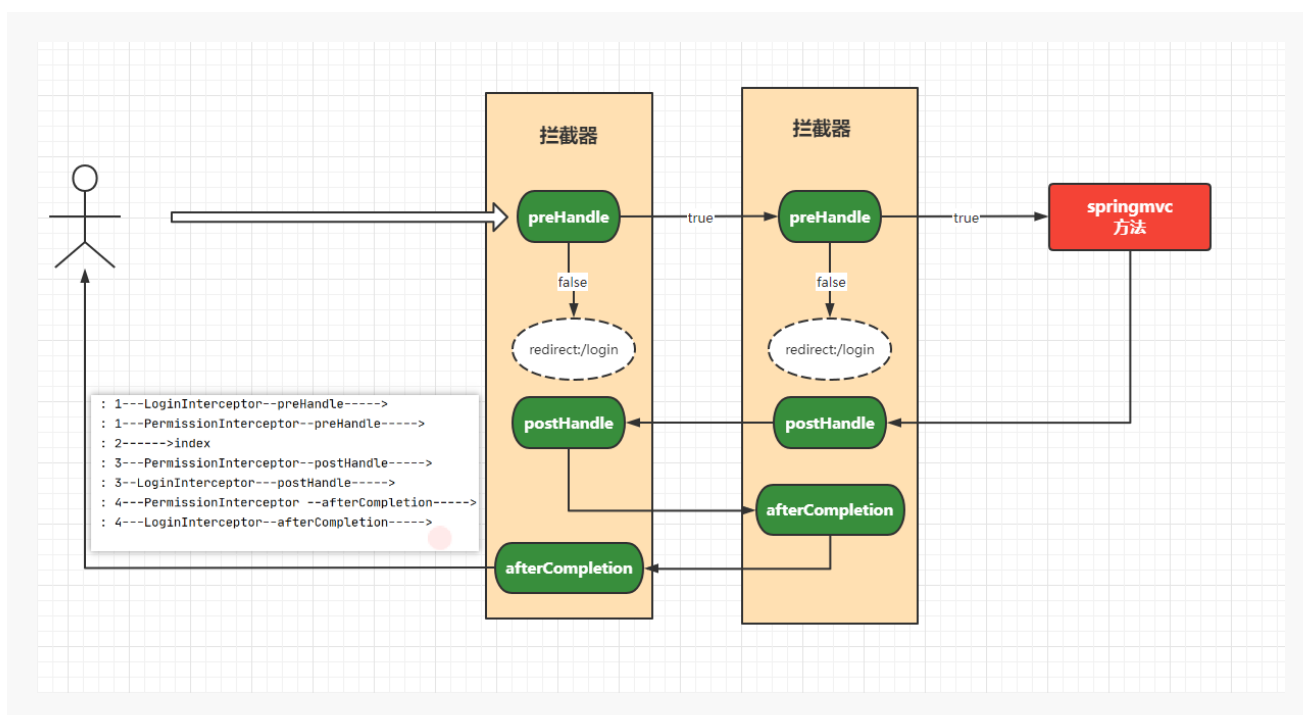 拦截器
拦截器
preHandle
true
preHandle
true
springmvc
方法
false
false
redirect:/login
redirect:/login
: 1---LoginInterceptor--preHandle----->
: 1---PermissionInterceptor--preHandle----->
: 2------>index
: 3---PermissionInterceptor--postHandle----->
: 3--LoginInterceptor---postHandle----->
: 4---PermissionInterceptor --afterCompletion----->
: 4---LoginInterceptor--afterCompletion----->
postHandle
postHandle
afterCompletion
afterCompletion